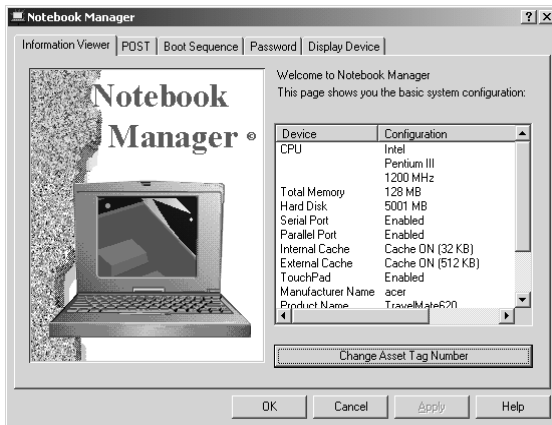 Notebook Manager
Information Viewer POST Boot Sequence Password Display Device
Notebook
Manager ©
Welcome to Notebook Manager
This page shows you the basic system configuration:
Device Configuration
CPU Intel
Pentium III
1200 MHz
Total Memory 128 MB
Hard Disk 5001 MB
Serial Port Enabled
Parallel Port Enabled
Internal Cache Cache ON (32 KB)
External Cache Cache ON (512 KB)
TouchPad Enabled
Manufacturer Name acer
Product Name TravelMate620
Change Asset Tag Number
OK Cancel Apply Help